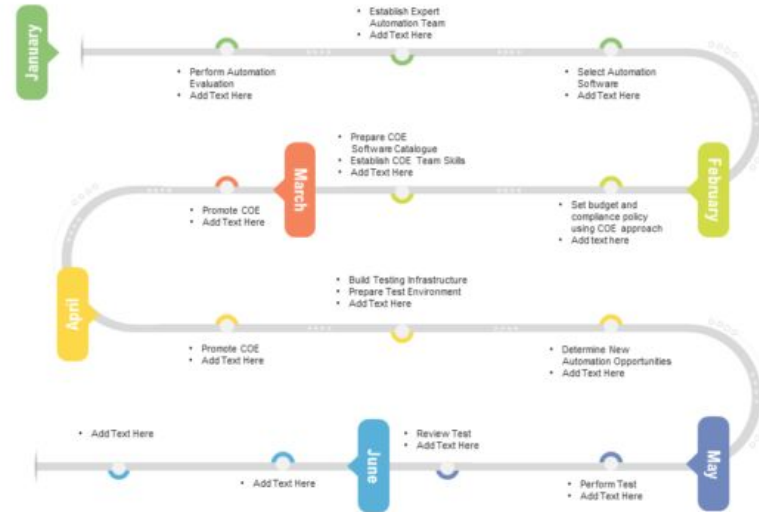 January
• Perform Automation
Evaluation
• Add Text Here
• Establish Expert
Automation Team
• Add Text Here
• Select Automation
Software
• Add Text Here
February
• Set budget and
compliance policy
using COE approach
• Add text here
• Prepare COE
Software Catalogue
• Establish COE Team Skills
• Add Text Here
March
• Promote COE
• Add Text Here
April
• Promote COE
• Add Text Here
• Build Testing Infrastructure
• Prepare Test Environment
• Add Text Here
• Determine New
Automation Opportunities
• Add Text Here
May
• Perform Test
• Add Text Here
• Review Test
• Add Text Here
June
• Add Text Here
• Add Text Here